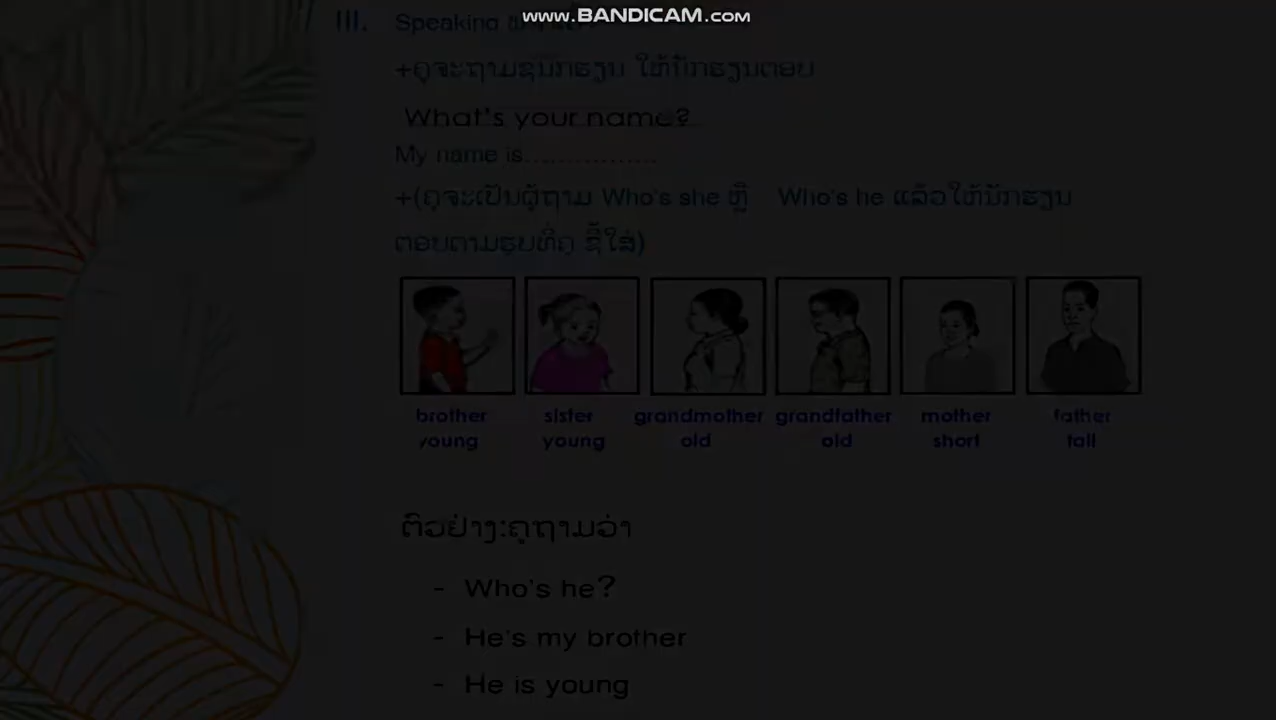 www.BANDICAM.com
III. Speaking
+ຄູຈະຖາມຊື່ນັກຮຽນ ໃຫ້ນັກຮຽນຕອບ
What's your name?
My name is...............
+(ຄູຈະເປັນຜູ້ຖາມ Who's she ຫຼື Who's he ແລ້ວໃຫ້ນັກຮຽນ
ຕອບຕາມຮູບທີ່ຄູ ຊີ້ໃສ່)
brother sister grandmother grandfather mother father
young young old old short tall
ຕົວຢ່າງ:ຄູຖາມວ່າ
- Who's he?
- He's my brother
- He is young